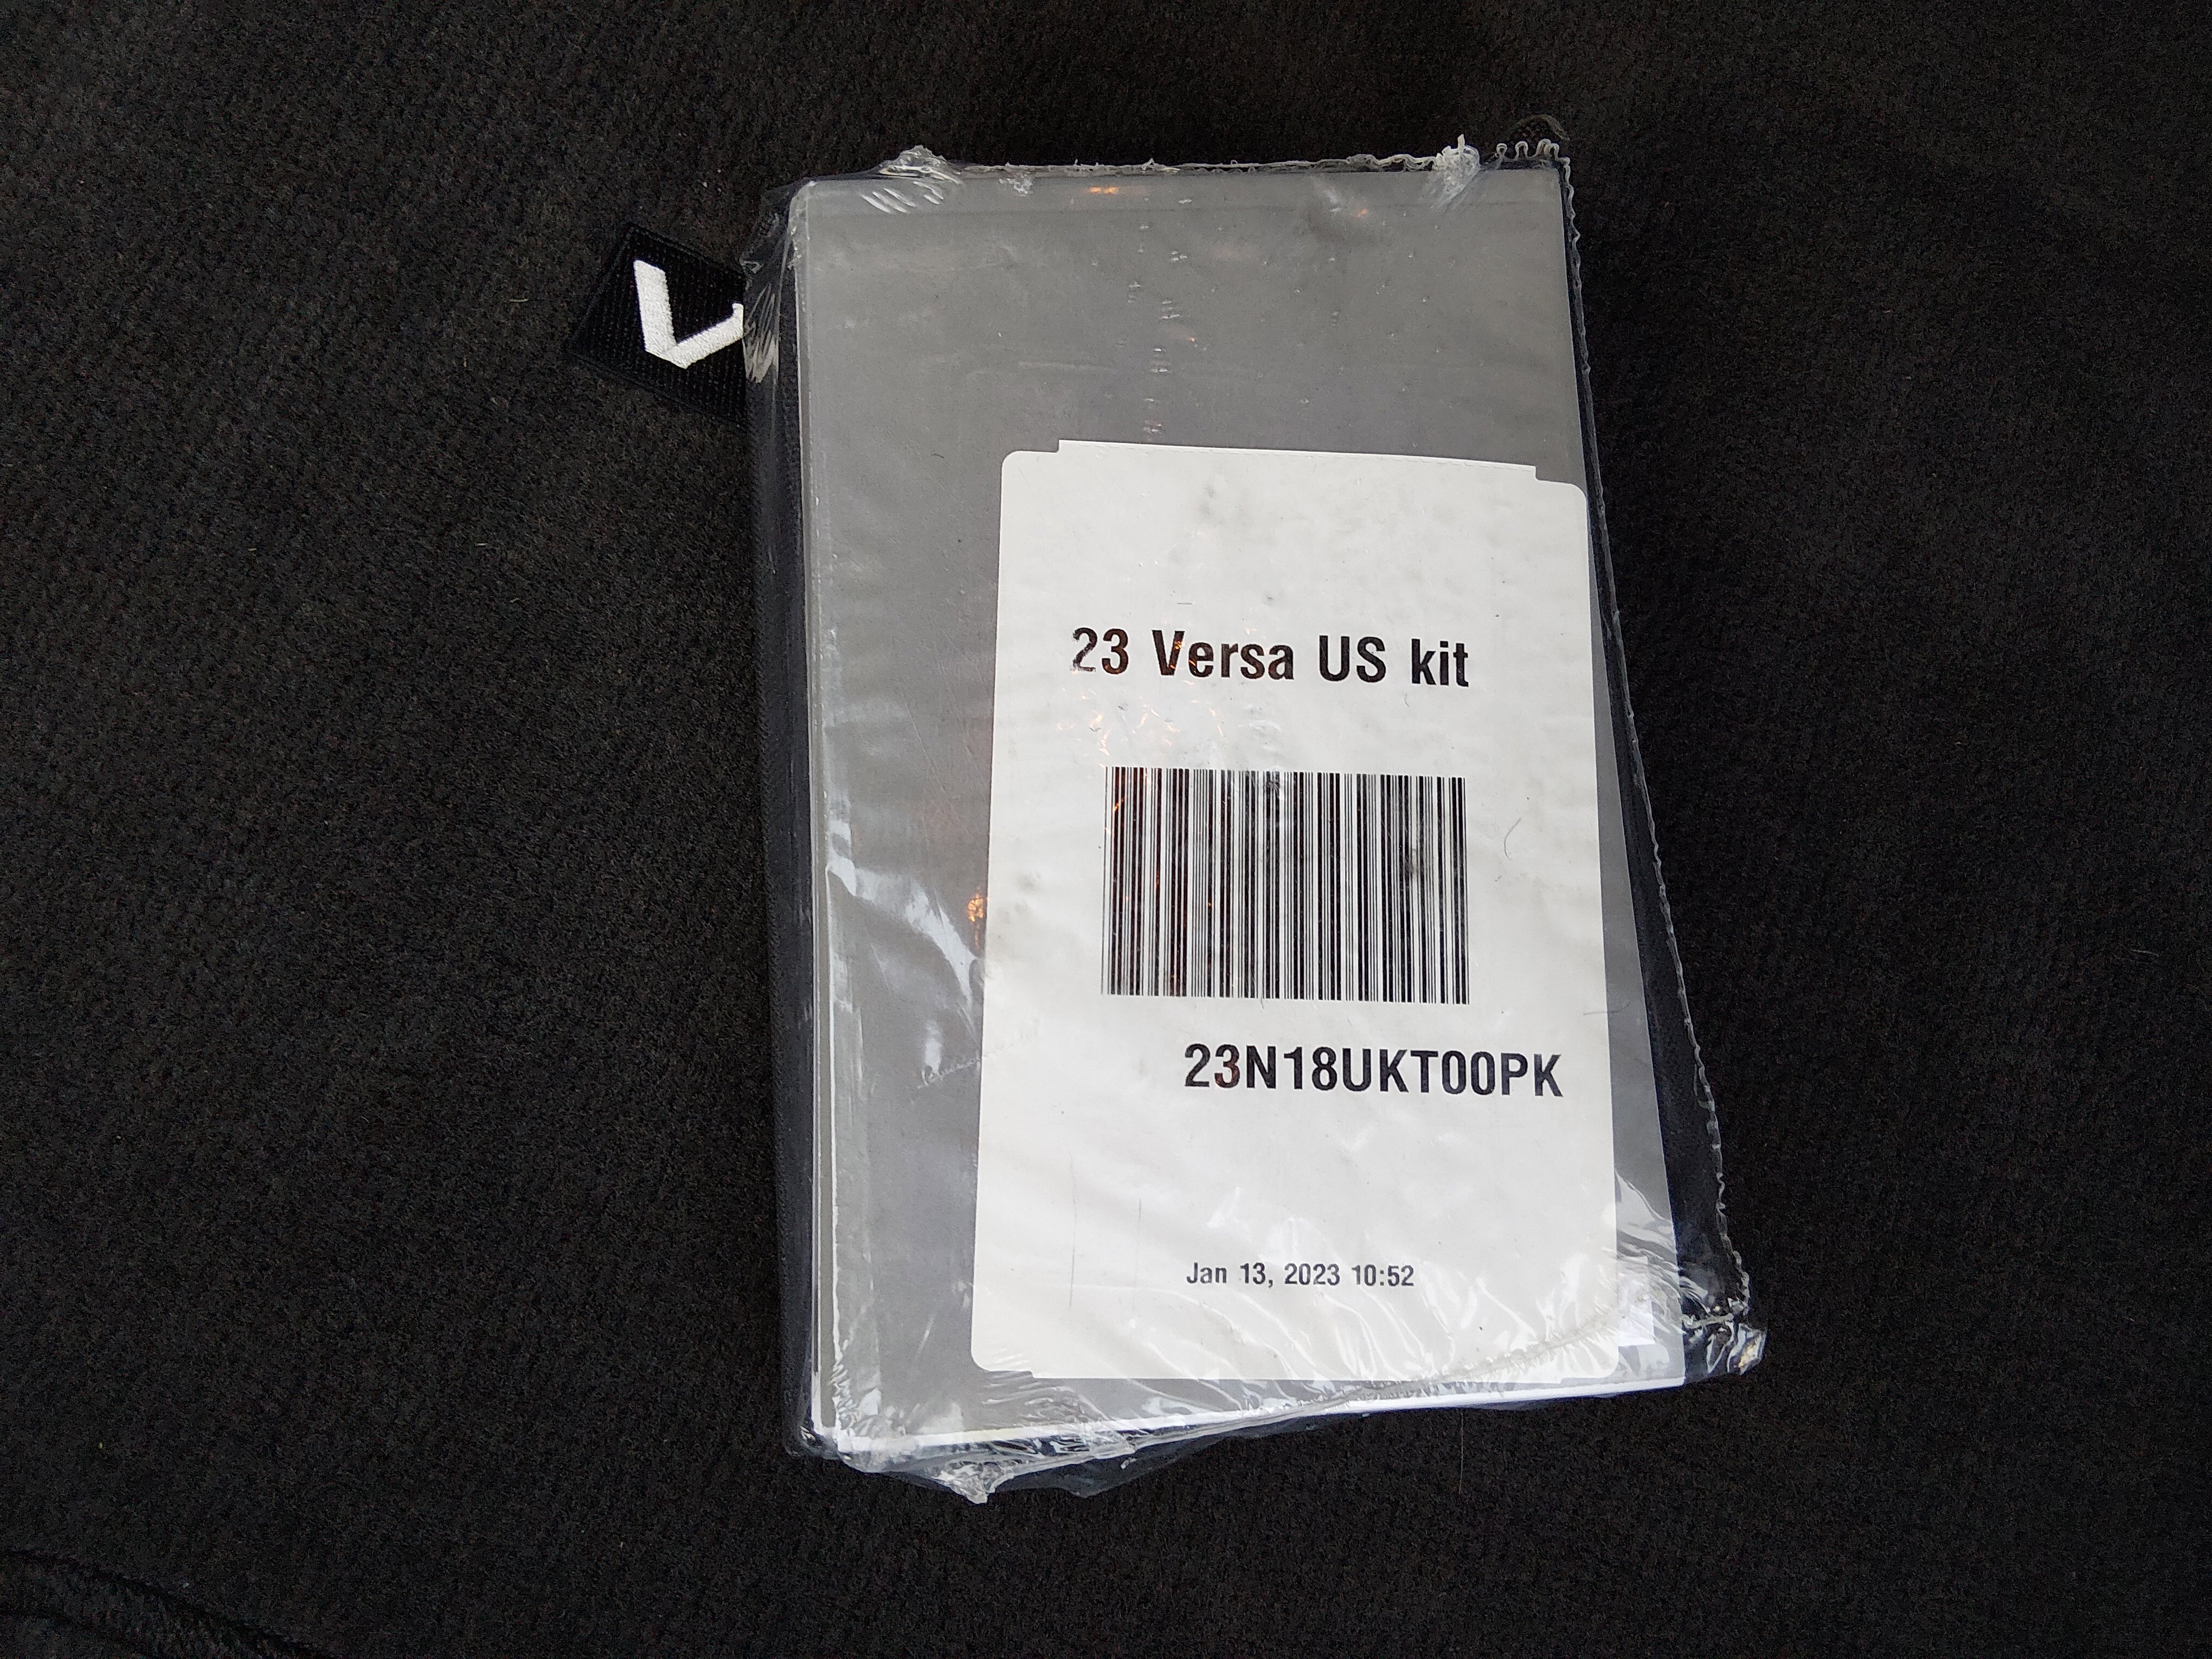 23 Versa US kit
23N18UKT00PK
Jan 13, 2023 10:52